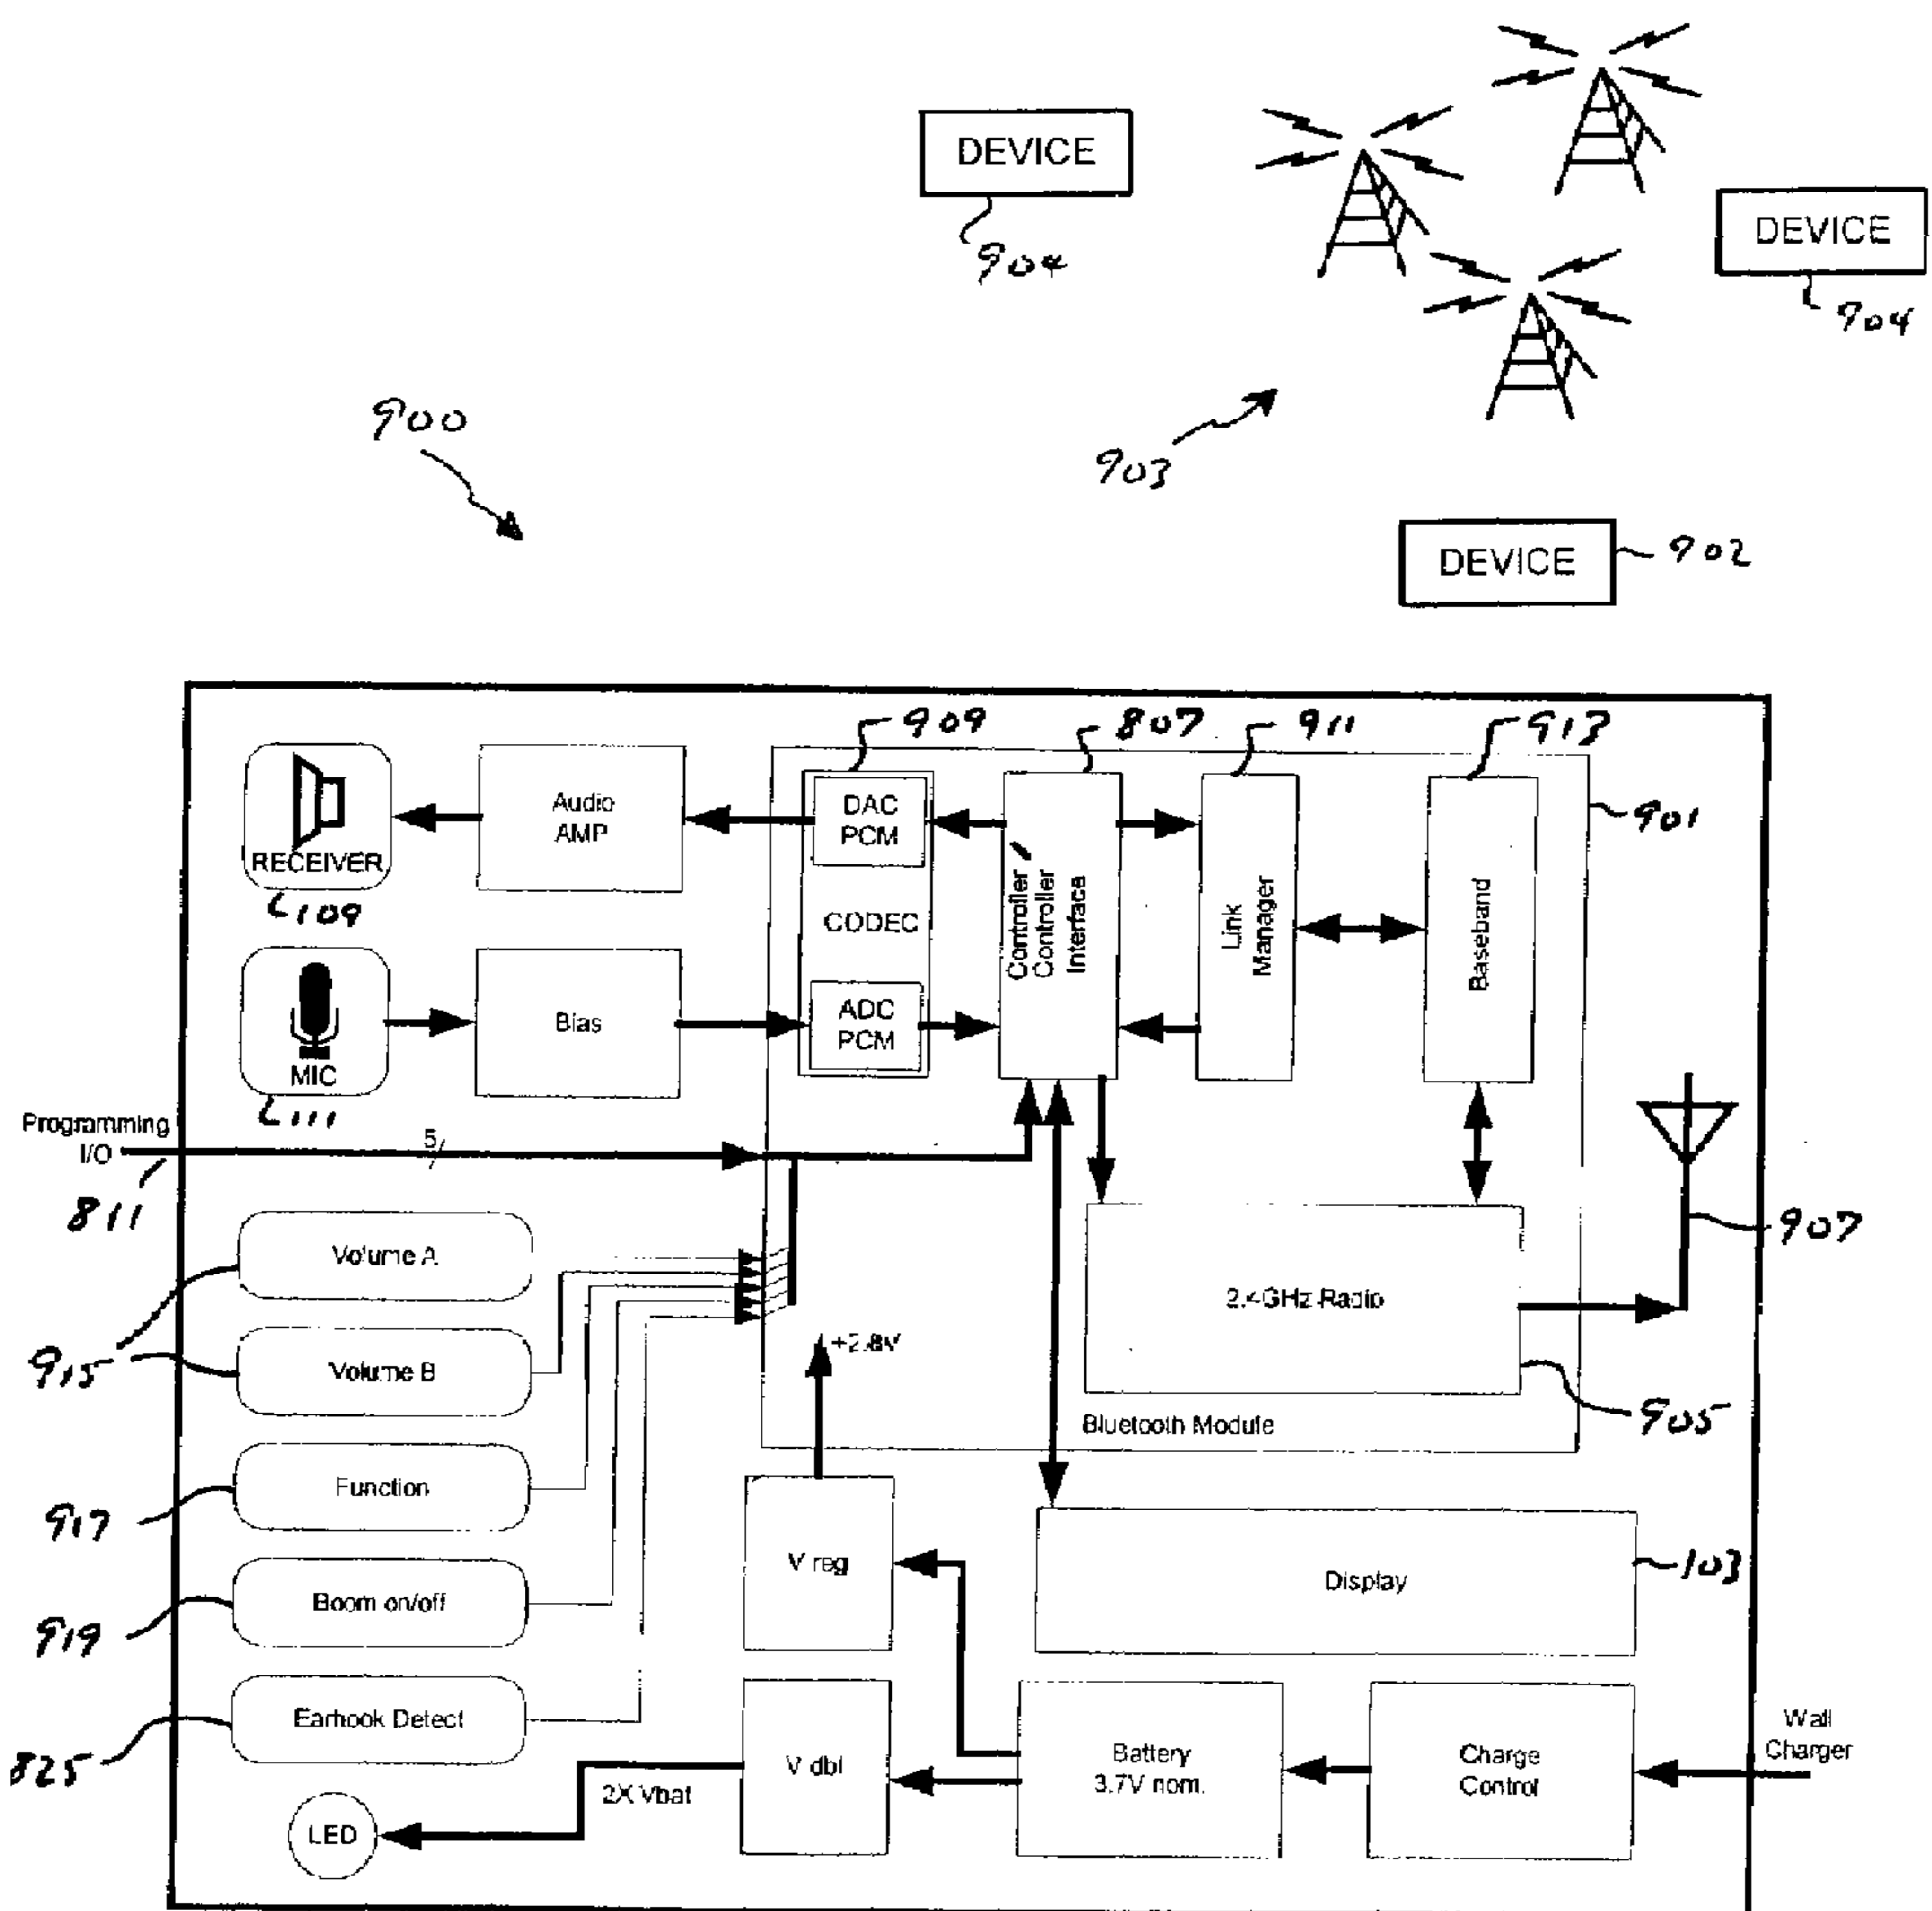 DEVICE
904
DEVICE
904
900
903
DEVICE
902
909
807
911
913
901
RECEIVER
109
Audio
AMP
DAC
PCM
CODEC
ADC
PCM
Controller
Controller
Interface
Link
Manager
Baseband
MIC
111
Bias
Programming
I/O
811
5
Volume A
Volume B
915
Function
917
Boom on/off
919
Earhook Detect
825
LED
2X Vbat
+2.8V
2.4GHz Radio
905
907
Bluetooth Module
V reg
Display
103
V dbl
Battery
3.7V nom.
Charge
Control
Wall
Charger